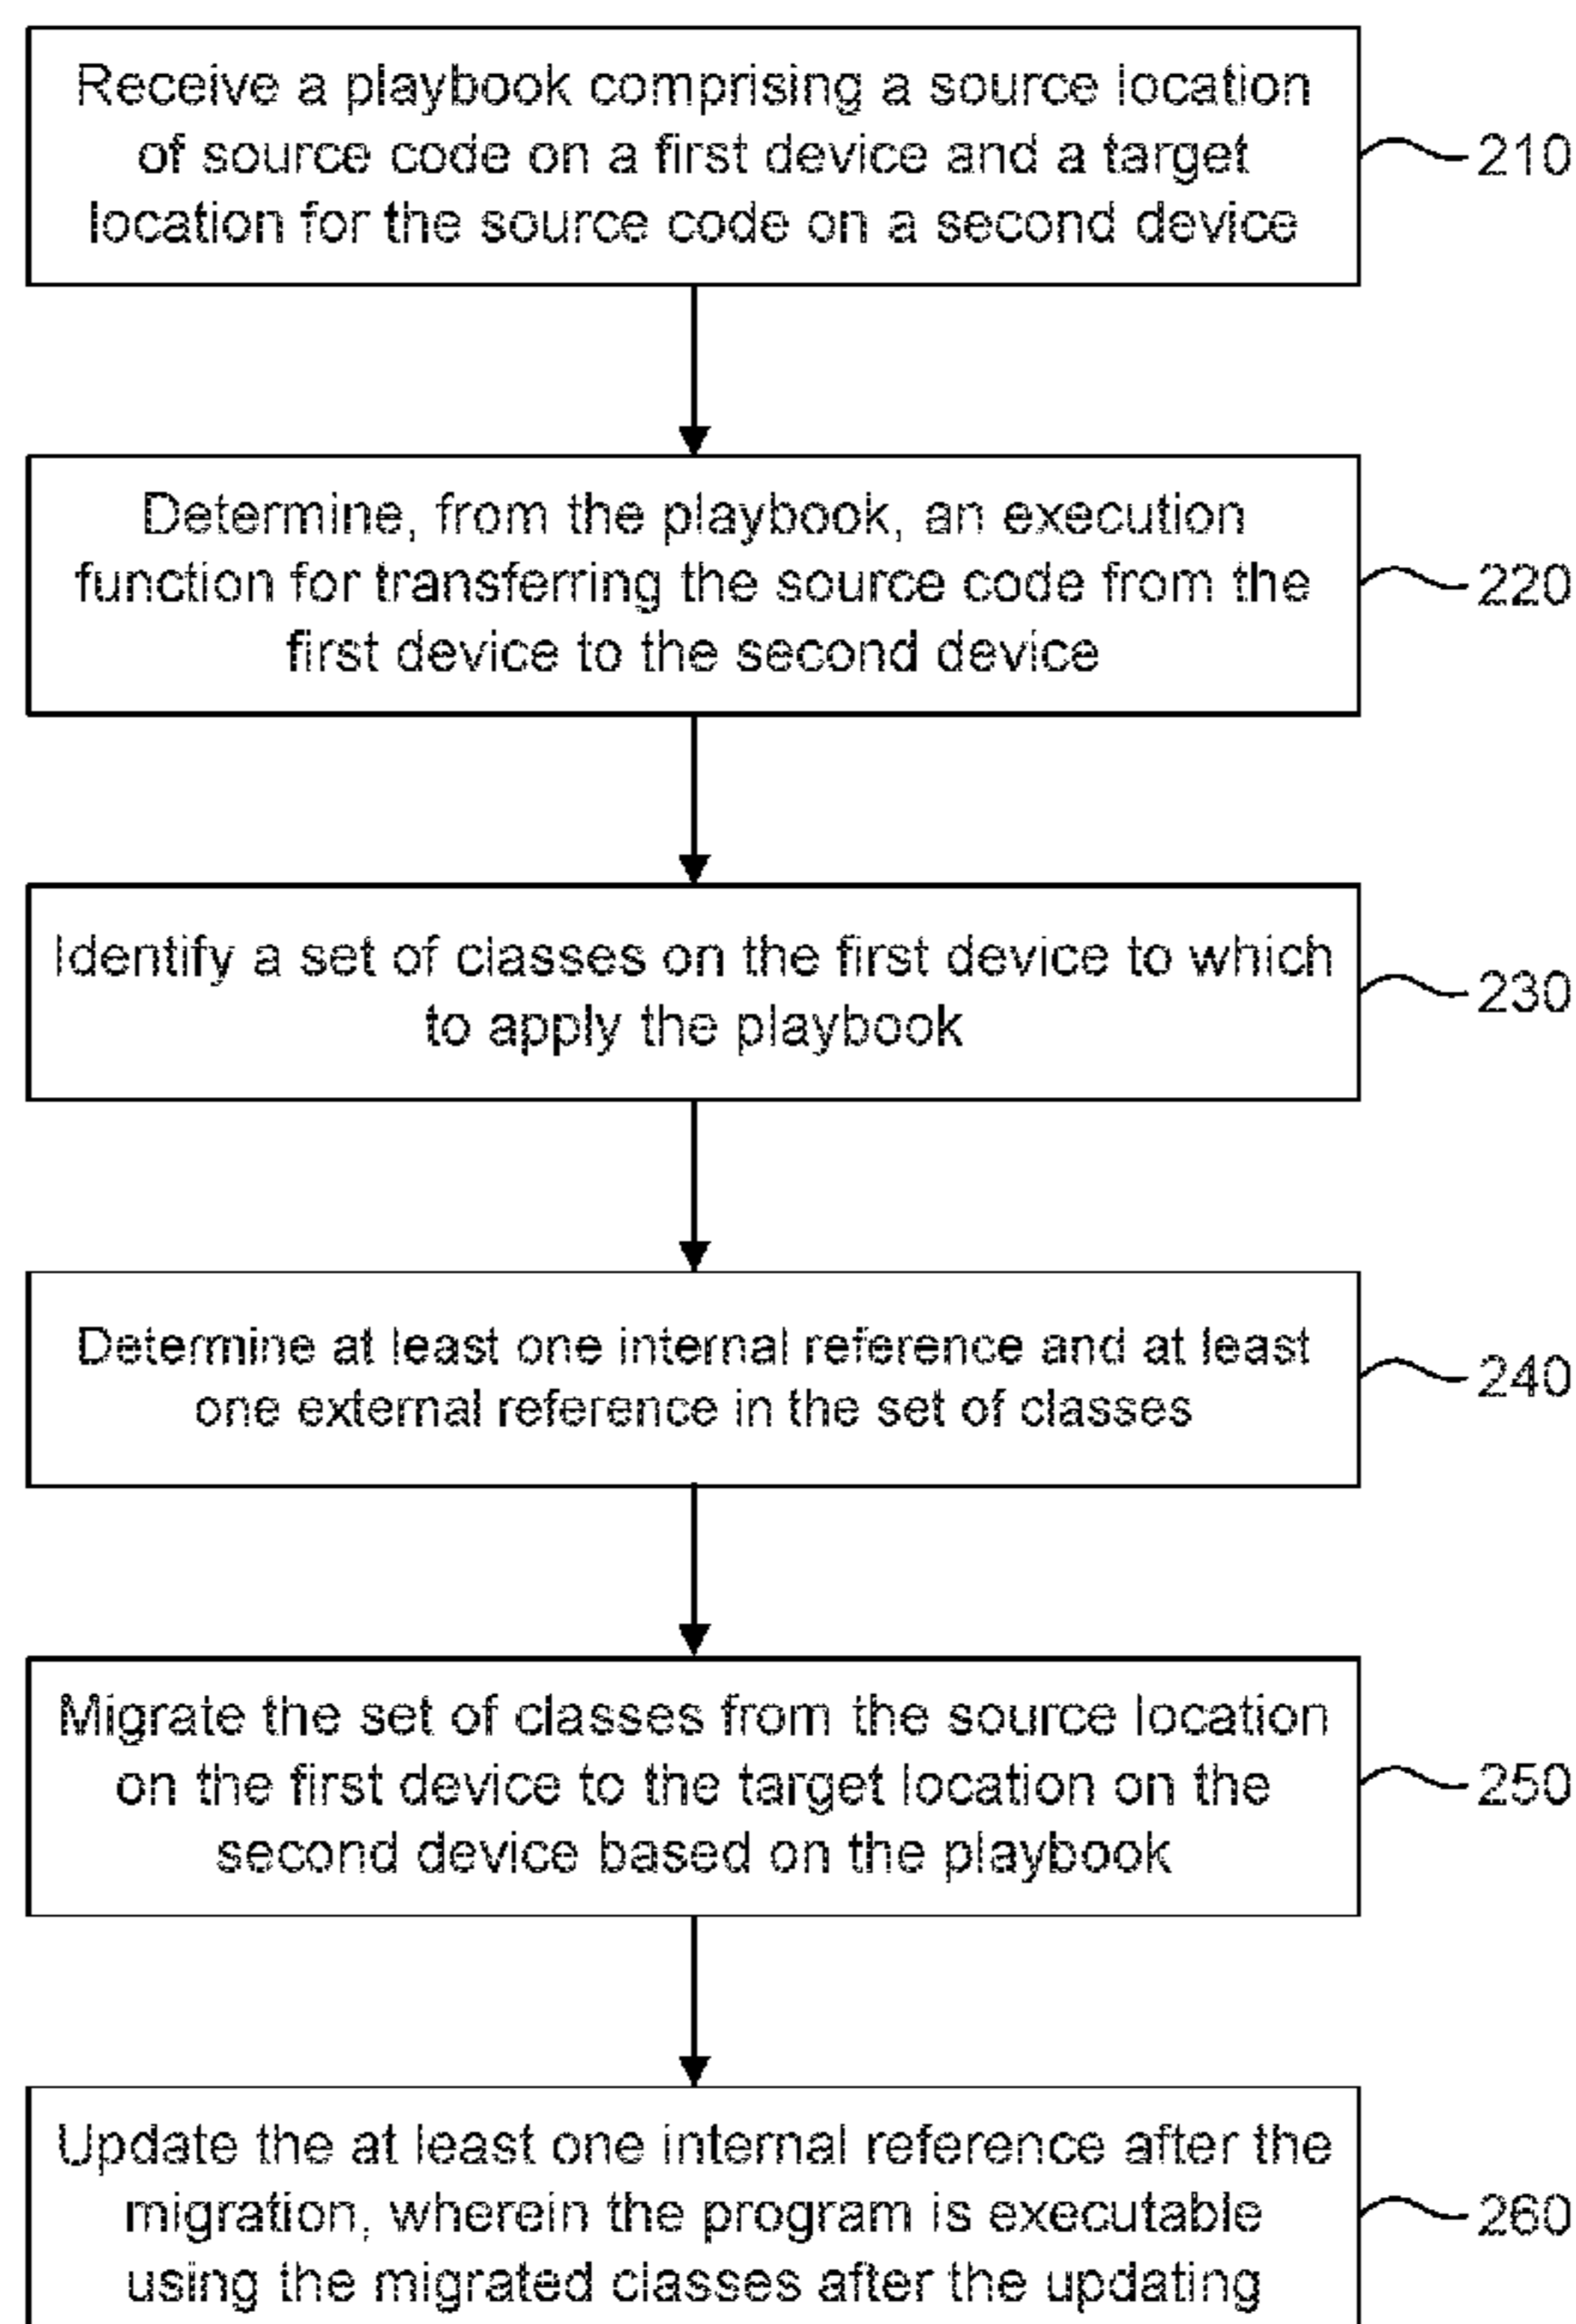 Receive a playbook comprising a source location
of source code on a first device and a target
location for the source code on a second device
210
Determine, from the playbook, an execution
function for transferring the source code from the
first device to the second device
220
Identify a set of classes on the first device to which
to apply the playbook
230
Determine at least one internal reference and at least
one external reference in the set of classes
240
Migrate the set of classes from the source location
on the first device to the target location on the
second device based on the playbook
250
Update the at least one internal reference after the
migration, wherein the program is executable
using the migrated classes after the updating
260